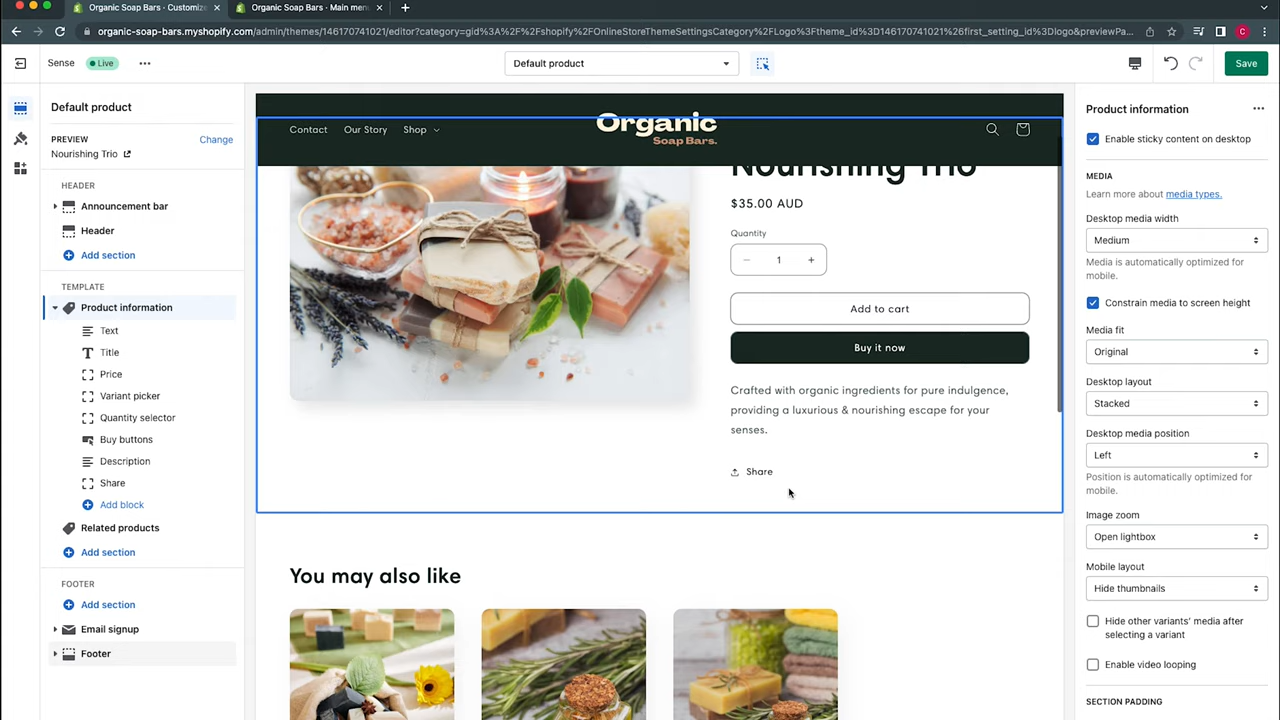 Organic Soap Bars - Customize
Organic Soap Bars - Main men
organic-soap-bars.myshopify.com/admin/themes/146170741021/editor?category=gid%3A%2F%2Fshopify%2FOnlineStoreThemeSettingsCategory%2FLogo%3Ftheme_id%3D146170741021%26first_setting_id%3Dlogo&previewPa...
C
Sense
Live
Default product
Save
Default product
PREVIEW
Change
Nourishing Trio
HEADER
Announcement bar
Header
Add section
TEMPLATE
Product information
Text
Title
Price
Variant picker
Quantity selector
Buy buttons
Description
Share
Add block
Related products
Add section
FOOTER
Add section
Email signup
Footer
Contact
Our Story
Shop
Organic
Soap Bars.
Nourishing Trio
$35.00 AUD
Quantity
− 1 +
Add to cart
Buy it now
Crafted with organic ingredients for pure indulgence,
providing a luxurious & nourishing escape for your
senses.
Share
You may also like
Product information
Enable sticky content on desktop
MEDIA
Learn more about media types.
Desktop media width
Medium
Media is automatically optimized for
mobile.
Constrain media to screen height
Media fit
Original
Desktop layout
Stacked
Desktop media position
Left
Position is automatically optimized for
mobile.
Image zoom
Open lightbox
Mobile layout
Hide thumbnails
Hide other variants' media after
selecting a variant
Enable video looping
SECTION PADDING